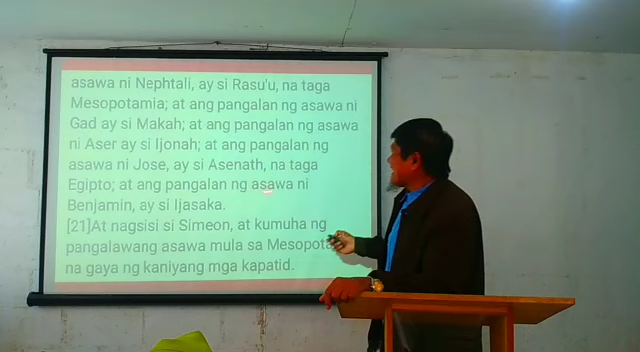 asawa ni Nephtali, ay si Rasu'u, na taga
Mesopotamia; at ang pangalan ng asawa ni
Gad ay si Makah; at ang pangalan ng asawa
ni Aser ay si Ijonah; at ang pangalan ng
asawa ni Jose, ay si Asenath, na taga
Egipto; at ang pangalan ng asawa ni
Benjamin, ay si Ijasaka.
[21]At nagsisi si Simeon, at kumuha ng
pangalawang asawa mula sa
na gaya ng kaniyang mga kapatid.